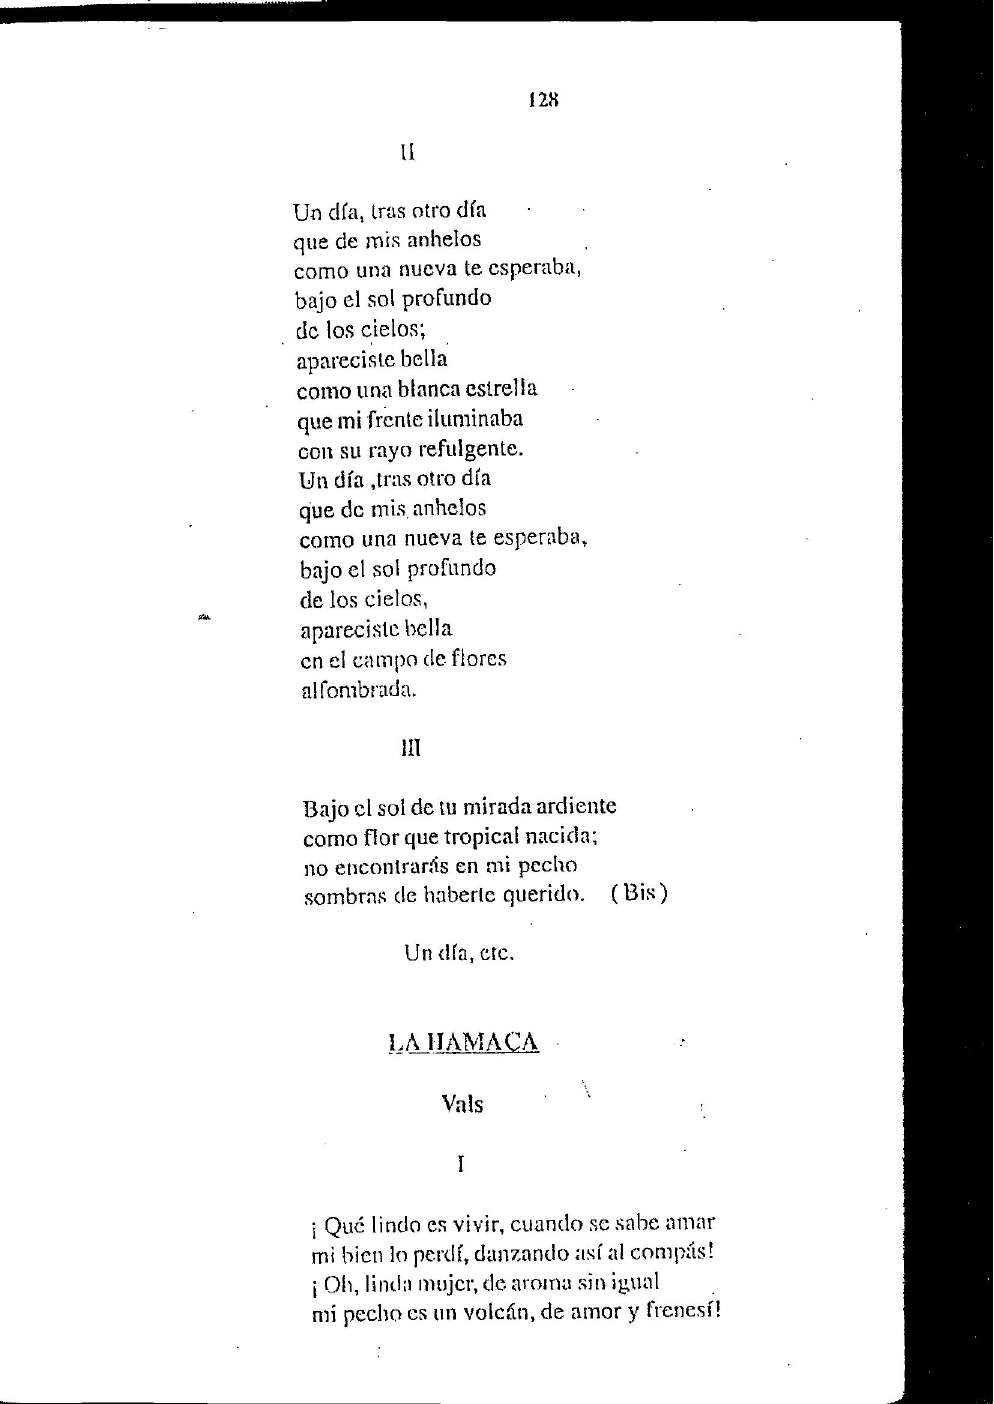 128
II
Un día, tras otro día
que de mis anhelos
como una nueva te esperaba,
bajo el sol profundo
de los cielos;
apareciste bella
como una blanca estrella
que mi frente iluminaba
con su rayo refulgente.
Un día ,tras otro día
que de mis anhelos
como una nueva te esperaba,
bajo el sol profundo
de los cielos,
apareciste bella
en el campo de flores
alfombrada.
III
Bajo el sol de tu mirada ardiente
como flor que tropical nacida;
no encontrarás en mi pecho
sombras de haberte querido. (Bis)
Un día, etc.
LA HAMACA
Vals
I
¡ Qué lindo es vivir, cuando se sabe amar
mi bien lo perdí, danzando así al compás!
¡ Oh, linda mujer, de aroma sin igual
mi pecho es un volcán, de amor y frenesí!